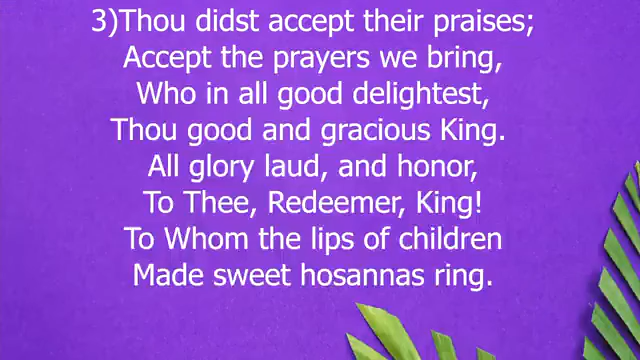 3)Thou didst accept their praises;
Accept the prayers we bring,
Who in all good delightest,
Thou good and gracious King.
All glory laud, and honor,
To Thee, Redeemer, King!
To Whom the lips of children
Made sweet hosannas ring.